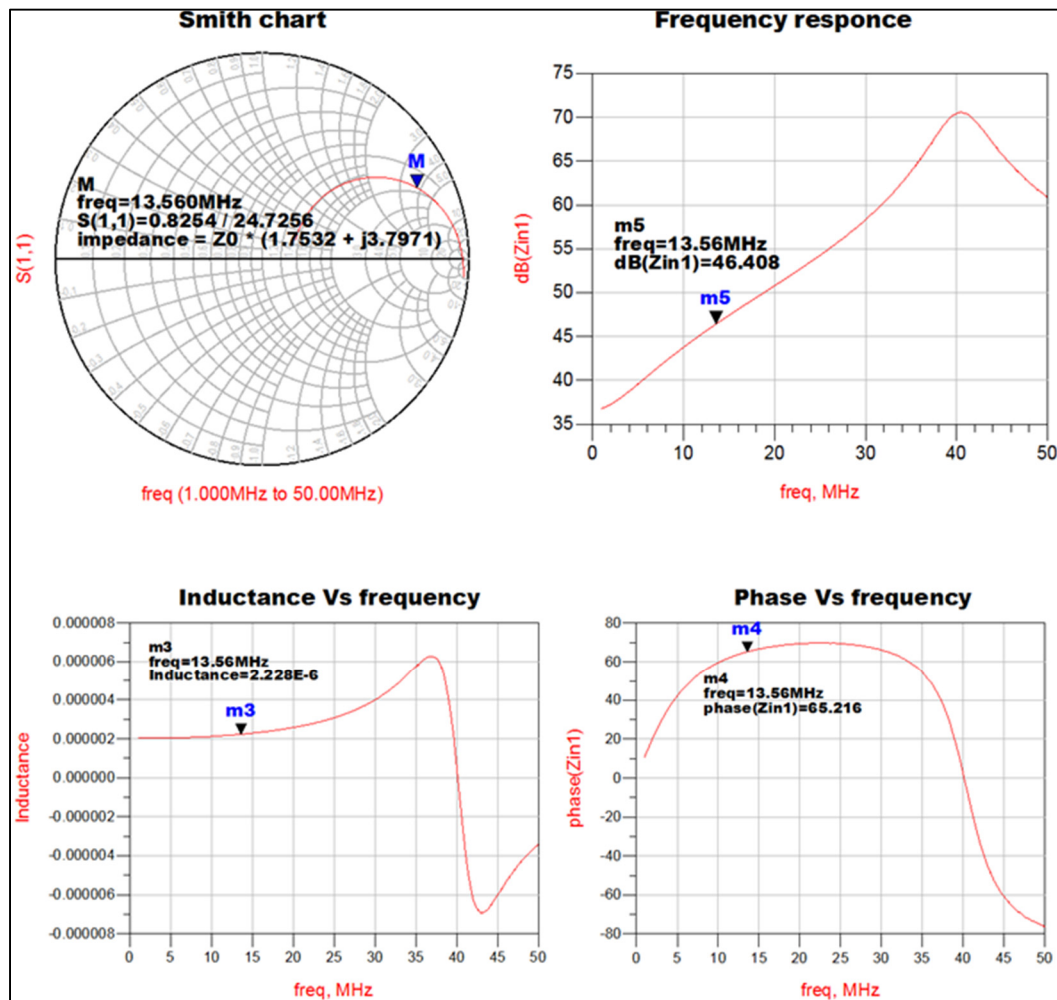 Smith chart
M
M
freq=13.560MHz
S(1,1)=0.8254 / 24.7256
impedance = Z0 * (1.7532 + j3.7971)
S(1,1)
freq (1.000MHz to 50.00MHz)
Frequency responce
75
70
65
60
55
50
45
40
35
dB(Zin1)
m5
freq=13.56MHz
dB(Zin1)=46.408
m5
0
10
20
30
40
50
freq, MHz
Inductance Vs frequency
0.000008
0.000006
0.000004
0.000002
0.000000
-0.000002
-0.000004
-0.000006
-0.000008
Inductance
m3
freq=13.56MHz
Inductance=2.228E-6
m3
0
5
10
15
20
25
30
35
40
45
50
freq, MHz
Phase Vs frequency
80
60
40
20
0
-20
-40
-60
-80
phase(Zin1)
m4
m4
freq=13.56MHz
phase(Zin1)=65.216
0
5
10
15
20
25
30
35
40
45
50
freq, MHz